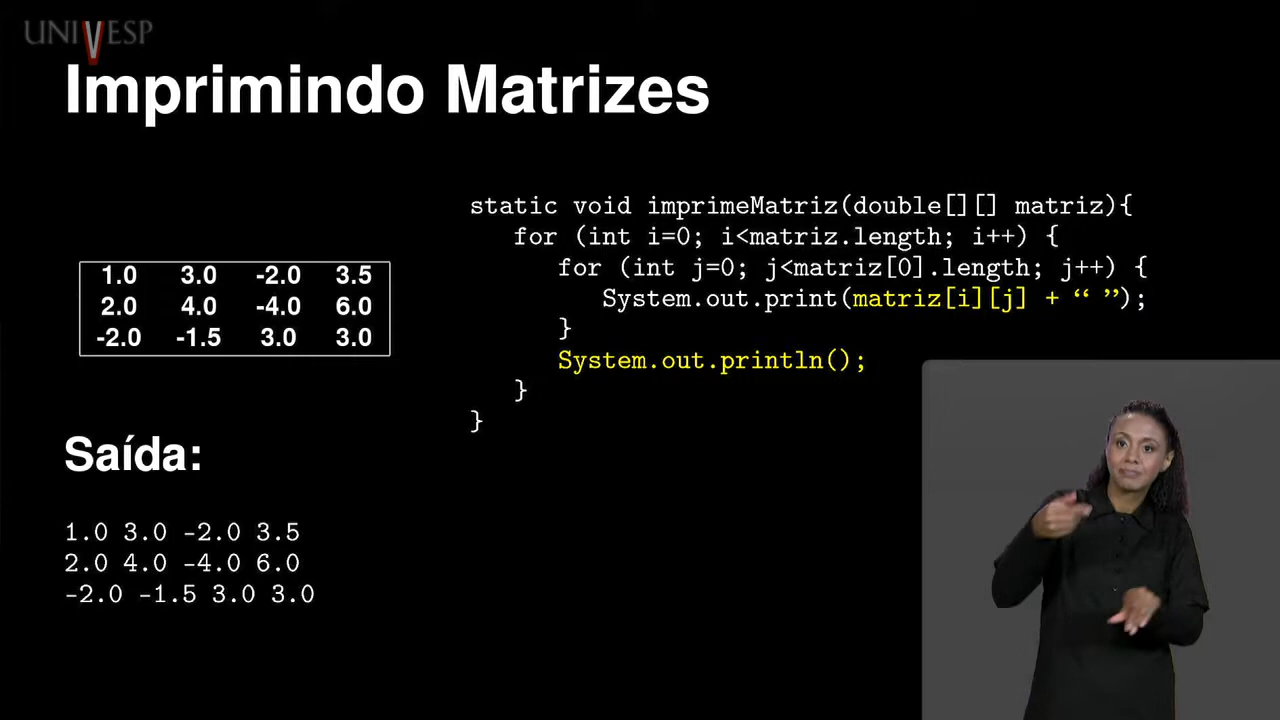 UNIVESP
Imprimindo Matrizes
1.0 3.0 -2.0 3.5
2.0 4.0 -4.0 6.0
-2.0 -1.5 3.0 3.0
static void imprimeMatriz(double[][] matriz){
for (int i=0; i<matriz.length; i++) {
for (int j=0; j<matriz[0].length; j++) {
System.out.print(matriz[i][j] + “ ”);
}
System.out.println();
}
}
Saída:
1.0 3.0 -2.0 3.5
2.0 4.0 -4.0 6.0
-2.0 -1.5 3.0 3.0